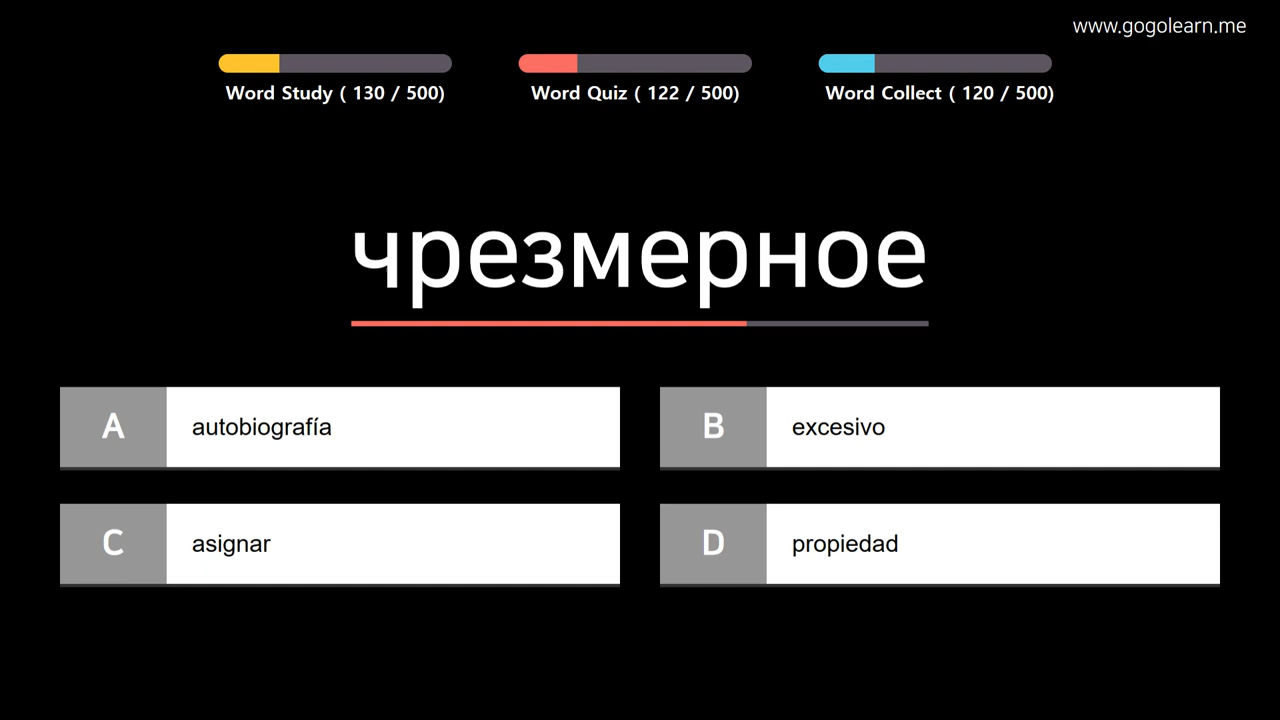 www.gogolearn.me
Word Study ( 130 / 500)
Word Quiz ( 122 / 500)
Word Collect ( 120 / 500)
чрезмерное
A autobiografía
B excesivo
C asignar
D propiedad